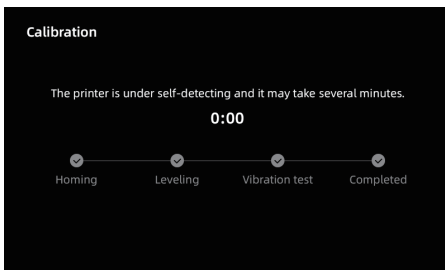 Calibration
The printer is under self-detecting and it may take several minutes.
0:00
Homing Leveling Vibration test Completed